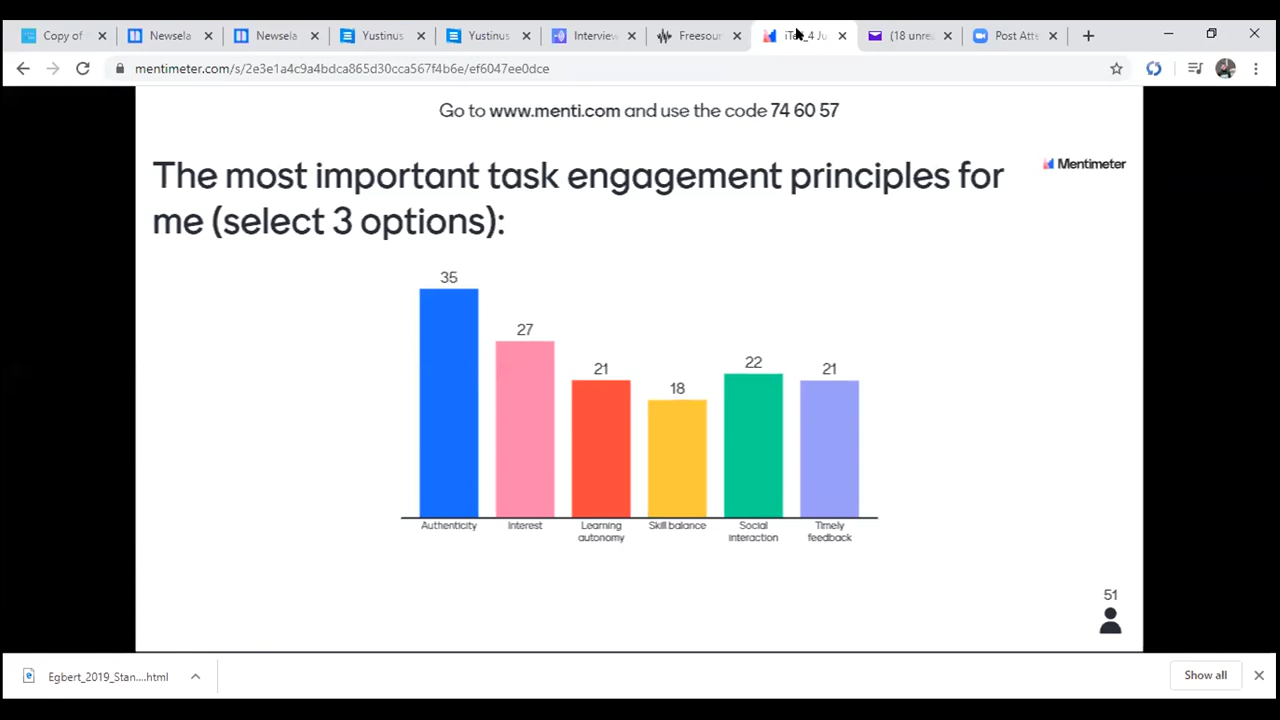 Copy of
Newsela
Newsela
Yustinus
Yustinus
Interview
Freesour
(18 unre
Post Atte
mentimeter.com/s/2e3e1a4c9a4bdca865d30cca567f4b6e/ef6047ee0dce
Go to www.menti.com and use the code 74 60 57
Mentimeter
The most important task engagement principles for
me (select 3 options):
35
27
21
18
22
21
Authenticity
Interest
Learning
autonomy
Skill balance
Social
interaction
Timely
feedback
51
Egbert_2019_Stan....html
Show all